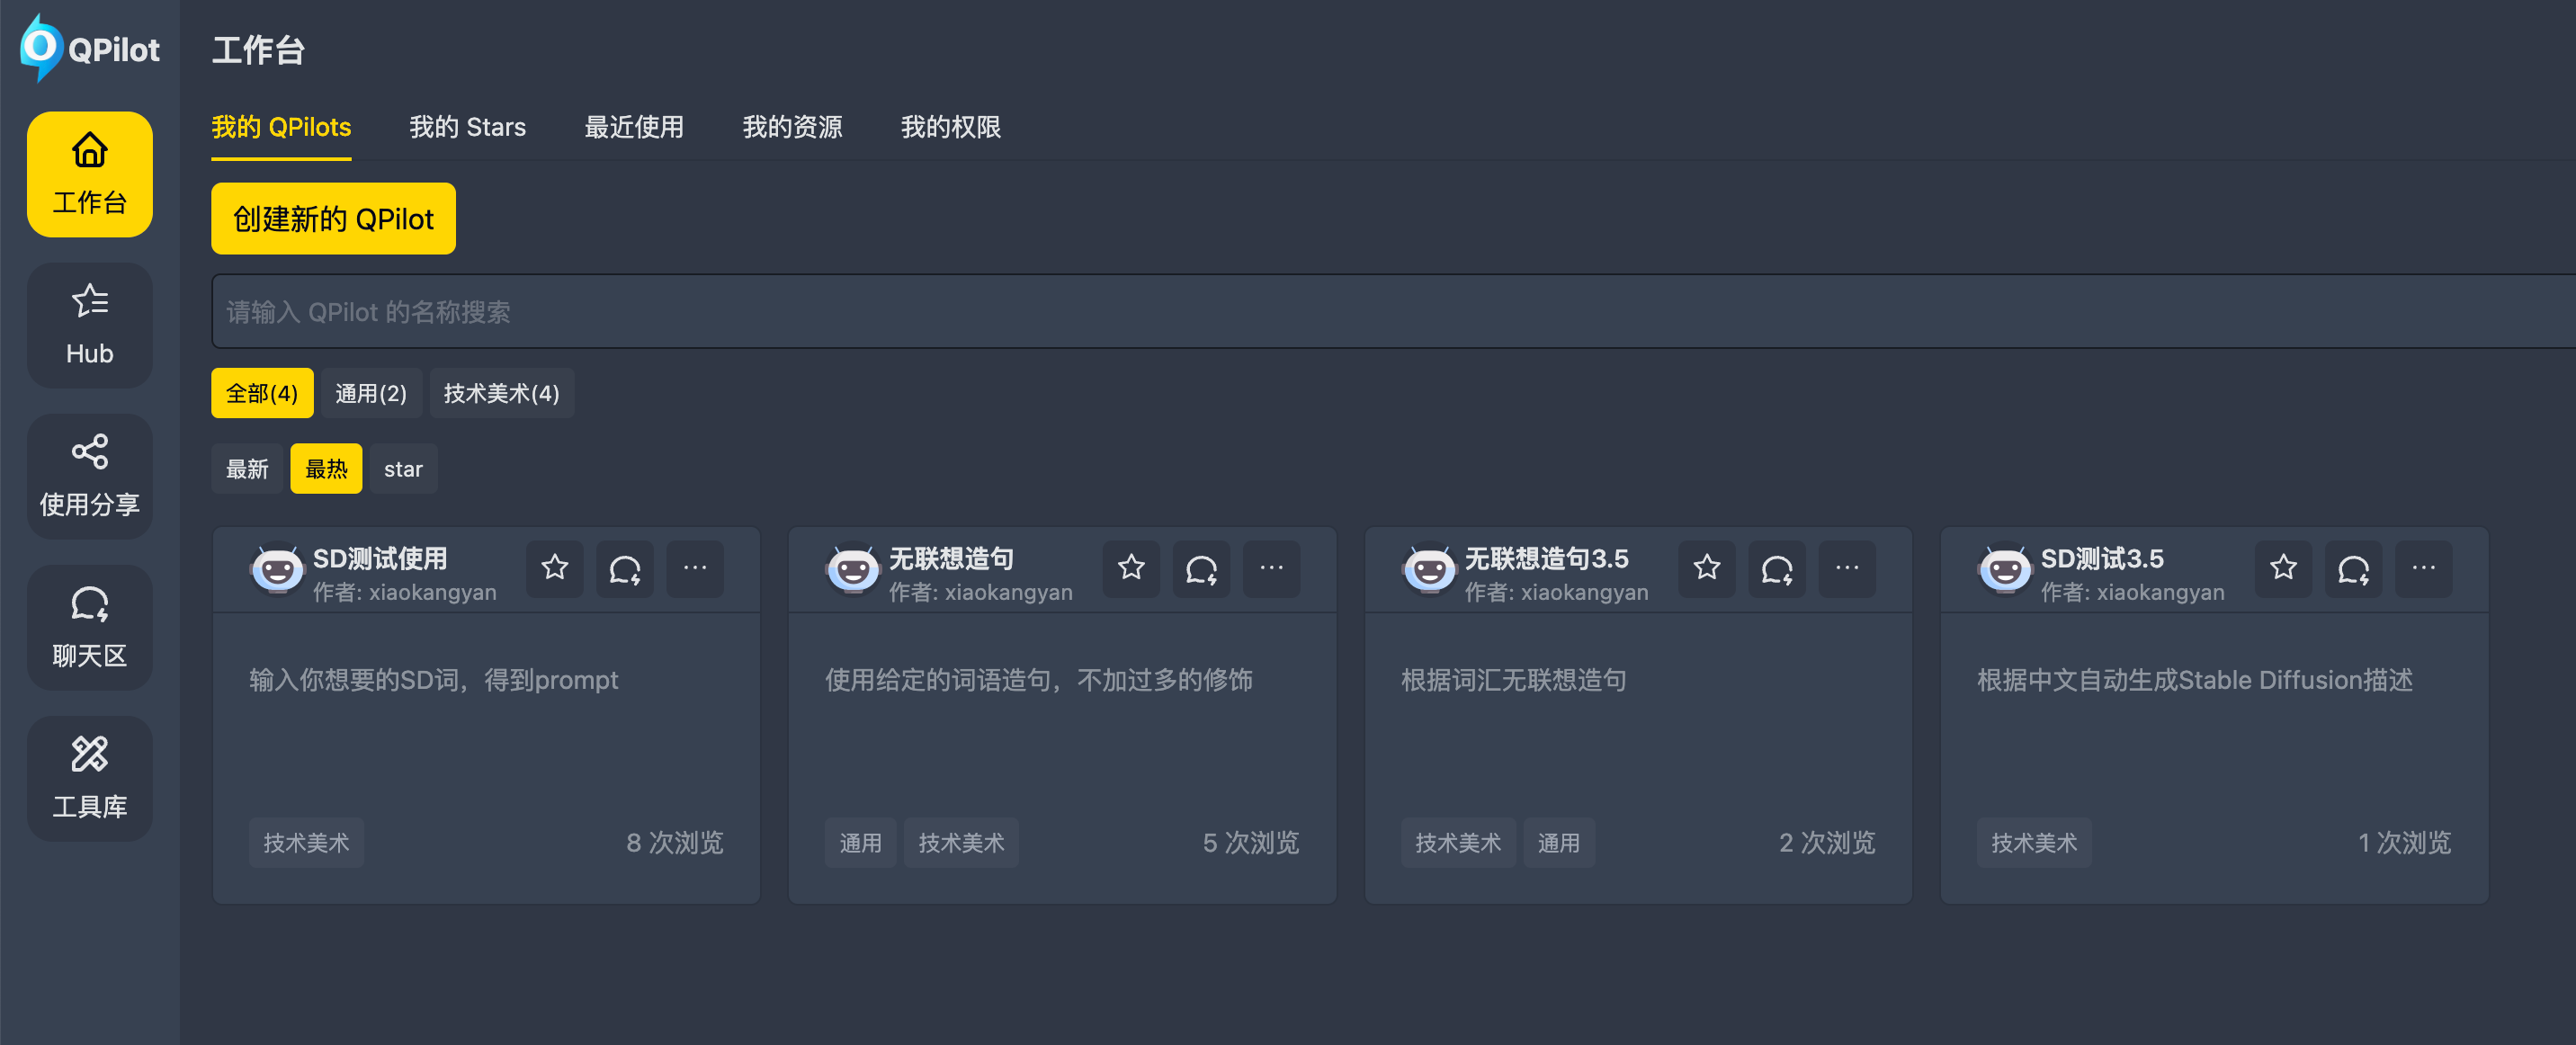 QPilot
工作台
Hub
使用分享
聊天区
工具库
工作台
我的 QPilots 我的 Stars 最近使用 我的资源 我的权限
创建新的 QPilot
请输入 QPilot 的名称搜索
全部(4) 通用(2) 技术美术(4)
最新 最热 star
SD测试使用
作者: xiaokangyan
输入你想要的SD词，得到prompt
技术美术 8 次浏览
无联想造句
作者: xiaokangyan
使用给定的词语造句，不加过多的修饰
通用 技术美术 5 次浏览
无联想造句3.5
作者: xiaokangyan
根据词汇无联想造句
技术美术 通用 2 次浏览
SD测试3.5
作者: xiaokangyan
根据中文自动生成Stable Diffusion描述
技术美术 1 次浏览